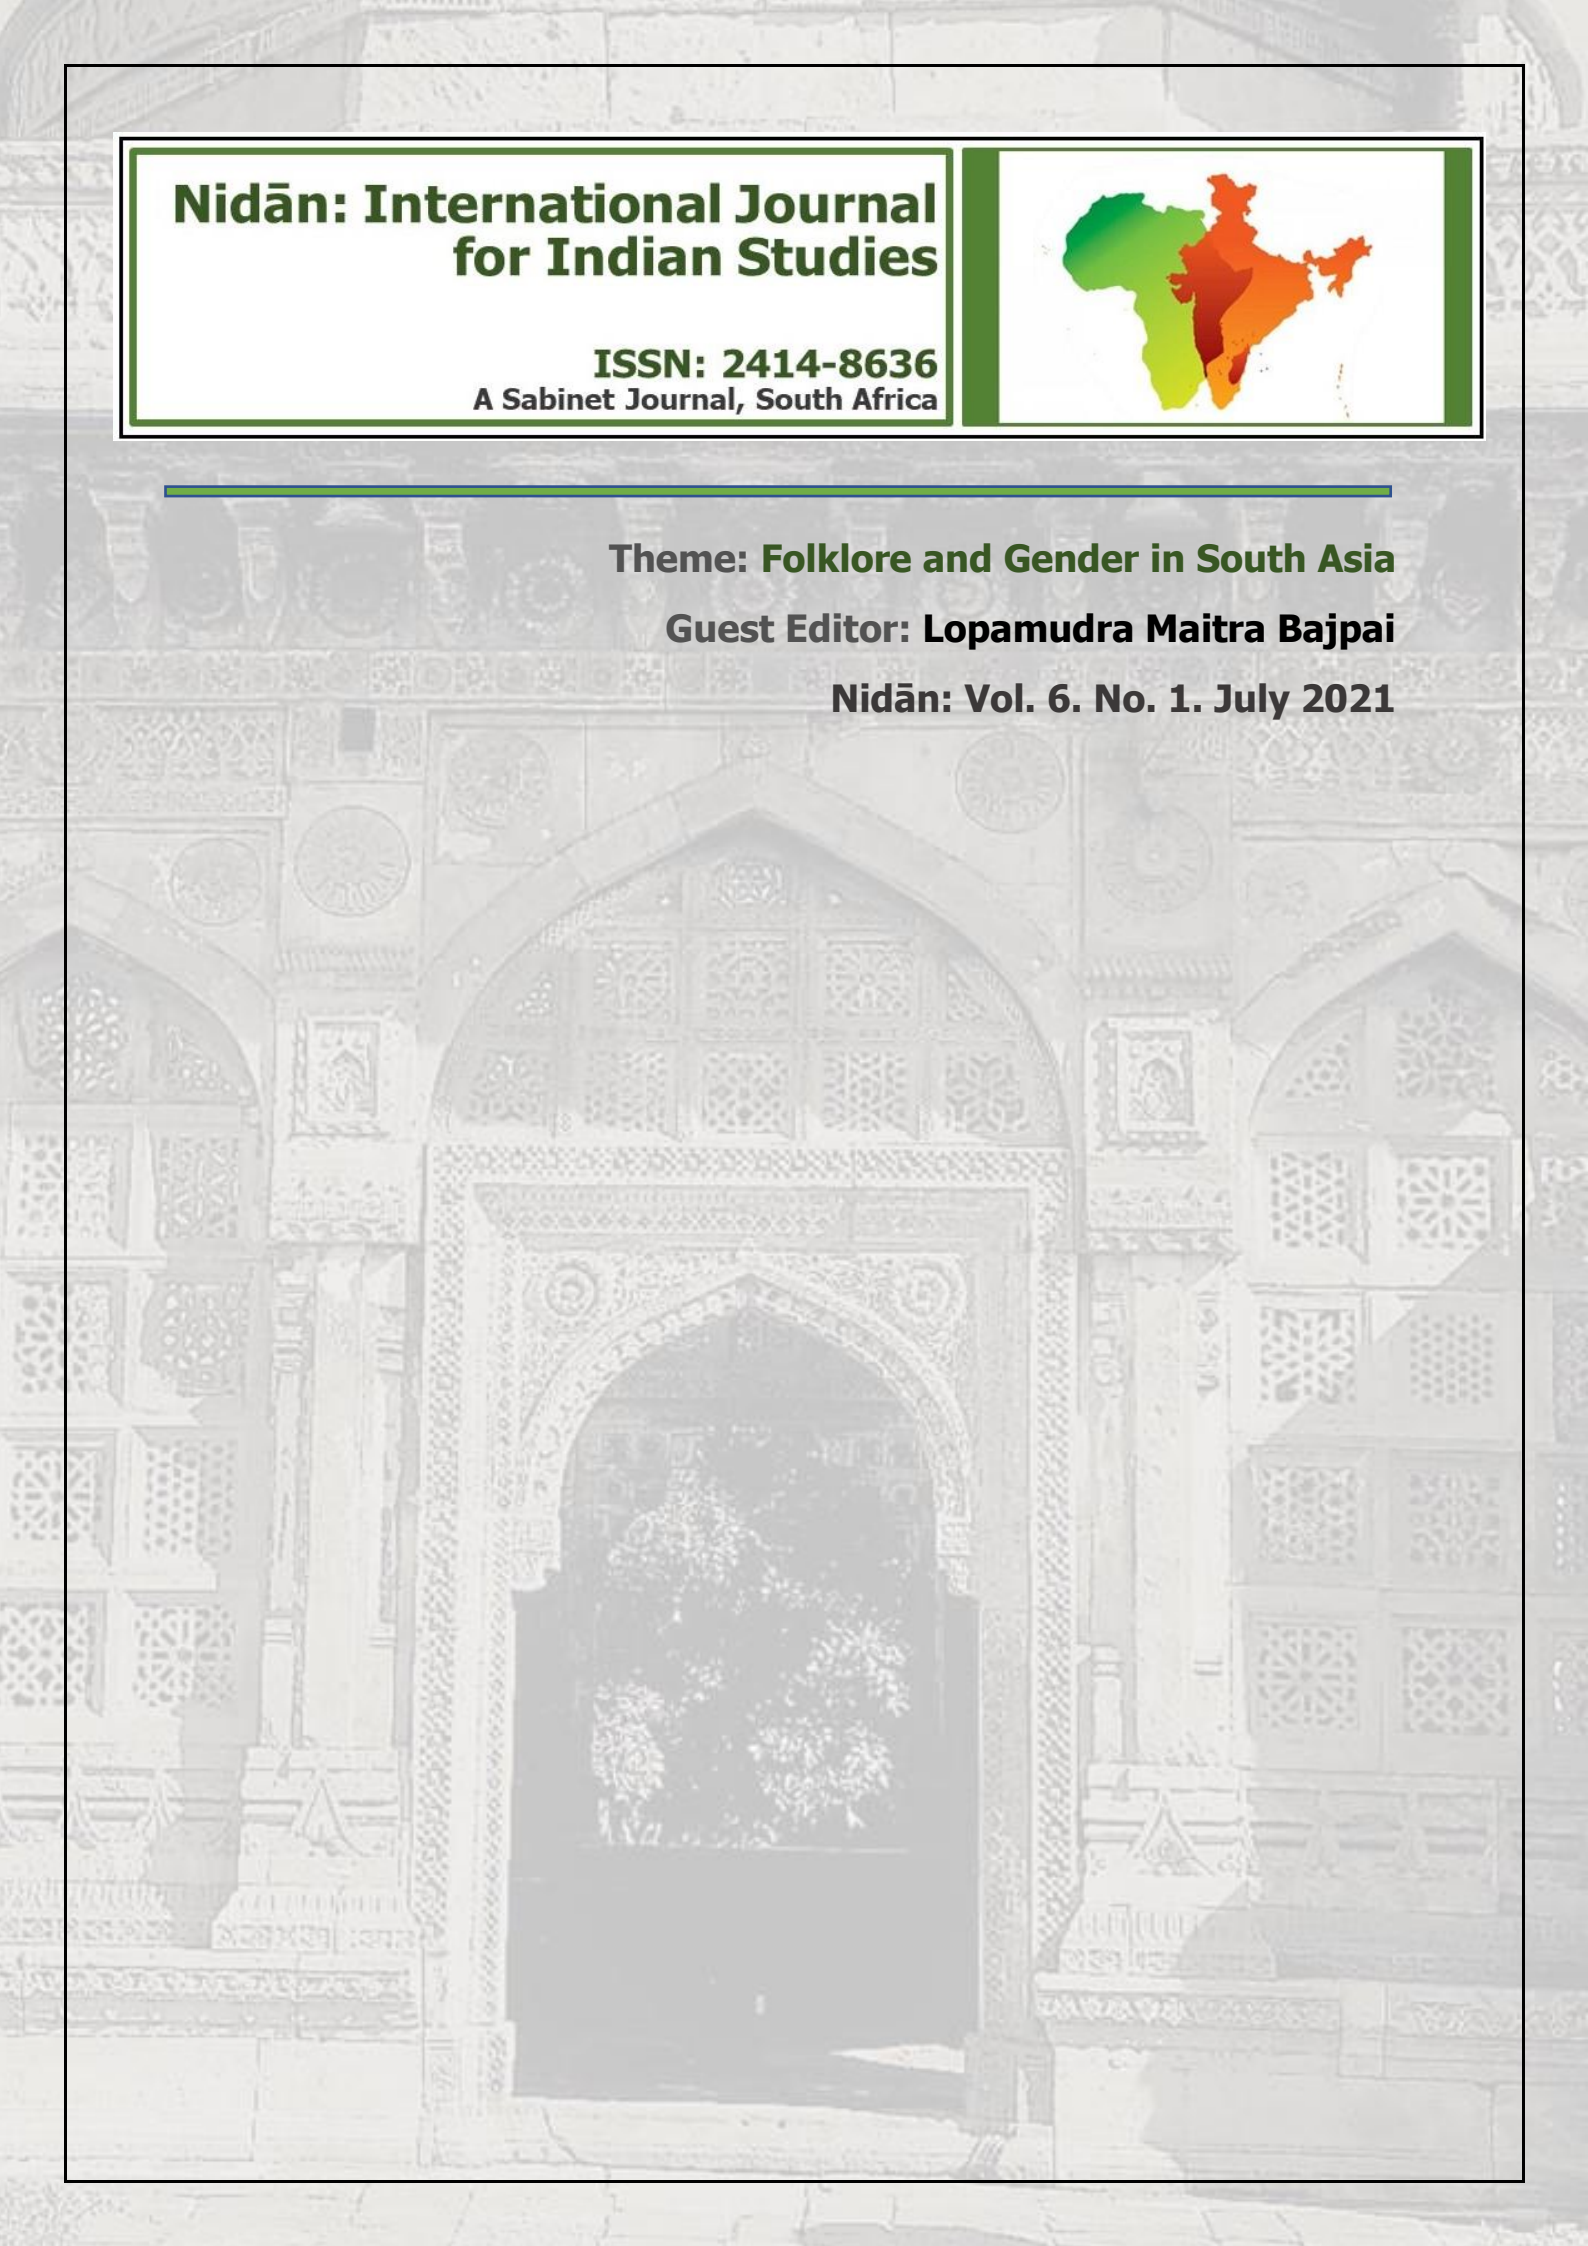 Nidān: International Journal
for Indian Studies
ISSN: 2414-8636
A Sabinet Journal, South Africa
Theme: Folklore and Gender in South Asia
Guest Editor: Lopamudra Maitra Bajpai
Nidān: Vol. 6. No. 1. July 2021